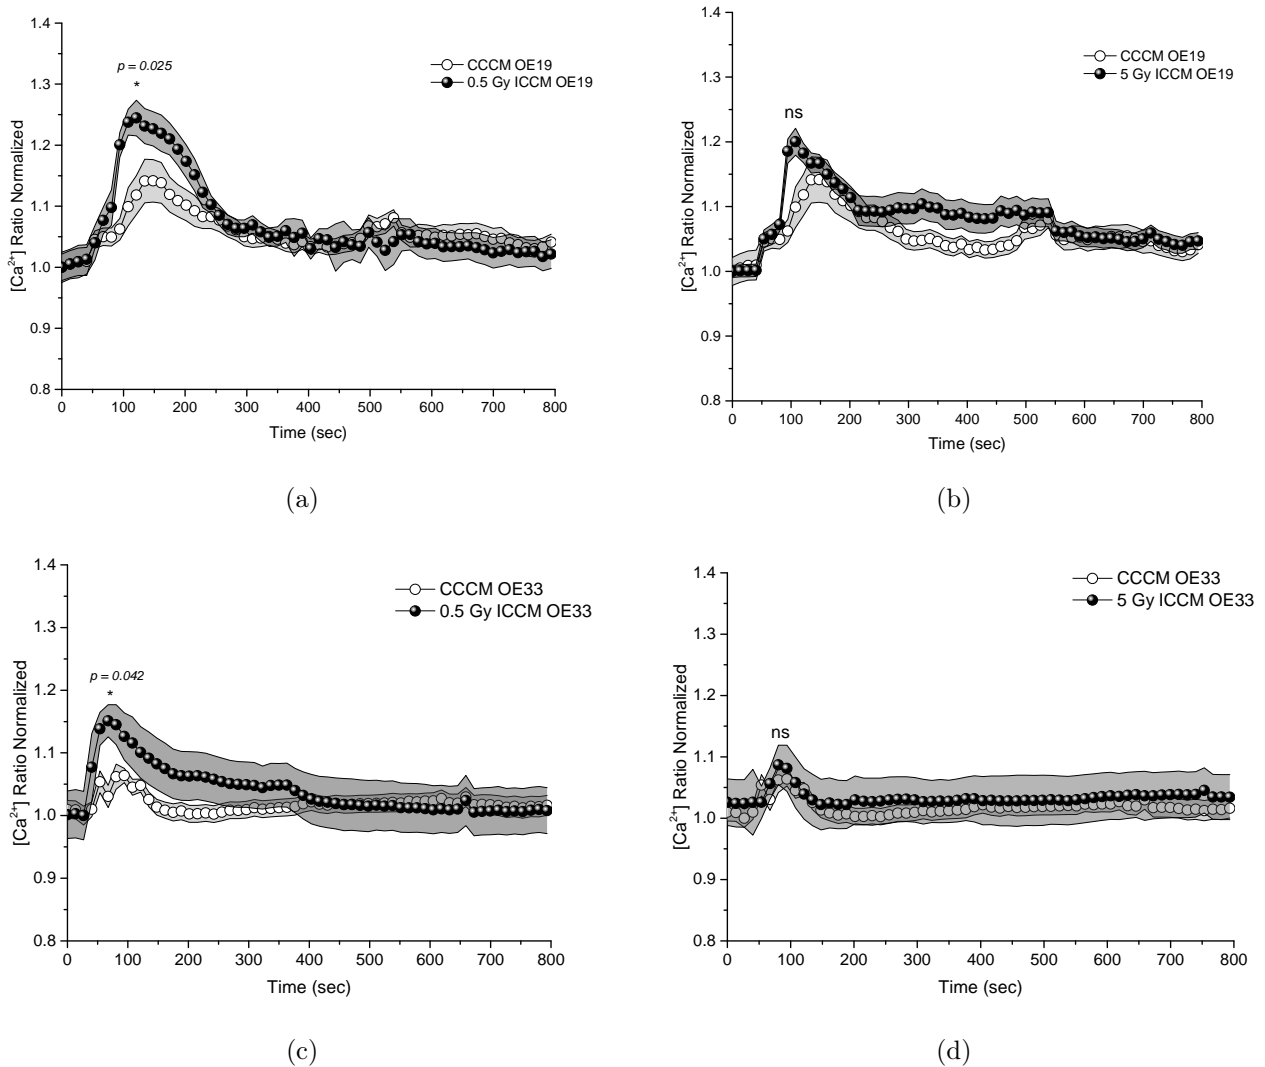 1.4
1.3
1.2
1.1
1.0
0.9
0.8
[Ca2+] Ratio Normalized
p = 0.025
*
CCCM OE19
0.5 Gy ICCM OE19
0 100 200 300 400 500 600 700 800
Time (sec)
(a)
1.4
1.3
1.2
1.1
1.0
0.9
0.8
[Ca2+] Ratio Normalized
ns
CCCM OE19
5 Gy ICCM OE19
0 100 200 300 400 500 600 700 800
Time (sec)
(b)
1.4
1.3
1.2
1.1
1.0
0.9
0.8
[Ca2+] Ratio Normalized
p = 0.042
*
CCCM OE33
0.5 Gy ICCM OE33
0 100 200 300 400 500 600 700 800
Time (sec)
(c)
1.4
1.3
1.2
1.1
1.0
0.9
0.8
[Ca2+] Ratio Normalized
ns
CCCM OE33
5 Gy ICCM OE33
0 100 200 300 400 500 600 700 800
Time (sec)
(d)